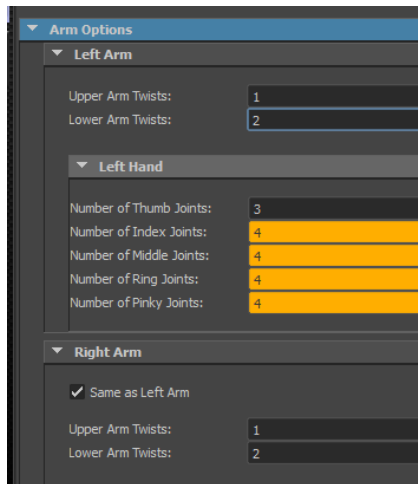 Arm Options
Left Arm
Upper Arm Twists: 1
Lower Arm Twists: 2
Left Hand
Number of Thumb Joints: 3
Number of Index Joints: 4
Number of Middle Joints: 4
Number of Ring Joints: 4
Number of Pinky Joints: 4
Right Arm
Same as Left Arm
Upper Arm Twists: 1
Lower Arm Twists: 2